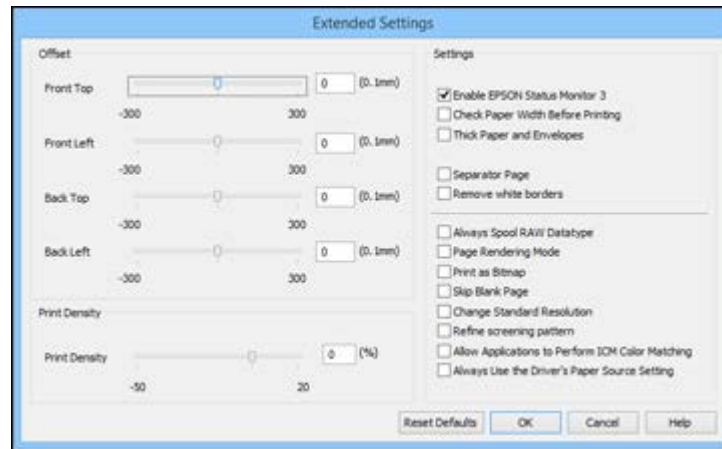 Extended Settings
Offset
Front Top
0
(0.1mm)
-300
300
Front Left
0
(0.1mm)
-300
300
Back Top
0
(0.1mm)
-300
300
Back Left
0
(0.1mm)
-300
300
Print Density
Print Density
0
(%)
-50
20
Settings
Enable EPSON Status Monitor 3
Check Paper Width Before Printing
Thick Paper and Envelopes
Separator Page
Remove white borders
Always Spool RAW Datatype
Page Rendering Mode
Print as Bitmap
Skip Blank Page
Change Standard Resolution
Refine screening pattern
Allow Applications to Perform ICM Color Matching
Always Use the Driver's Paper Source Setting
Reset Defaults
OK
Cancel
Help